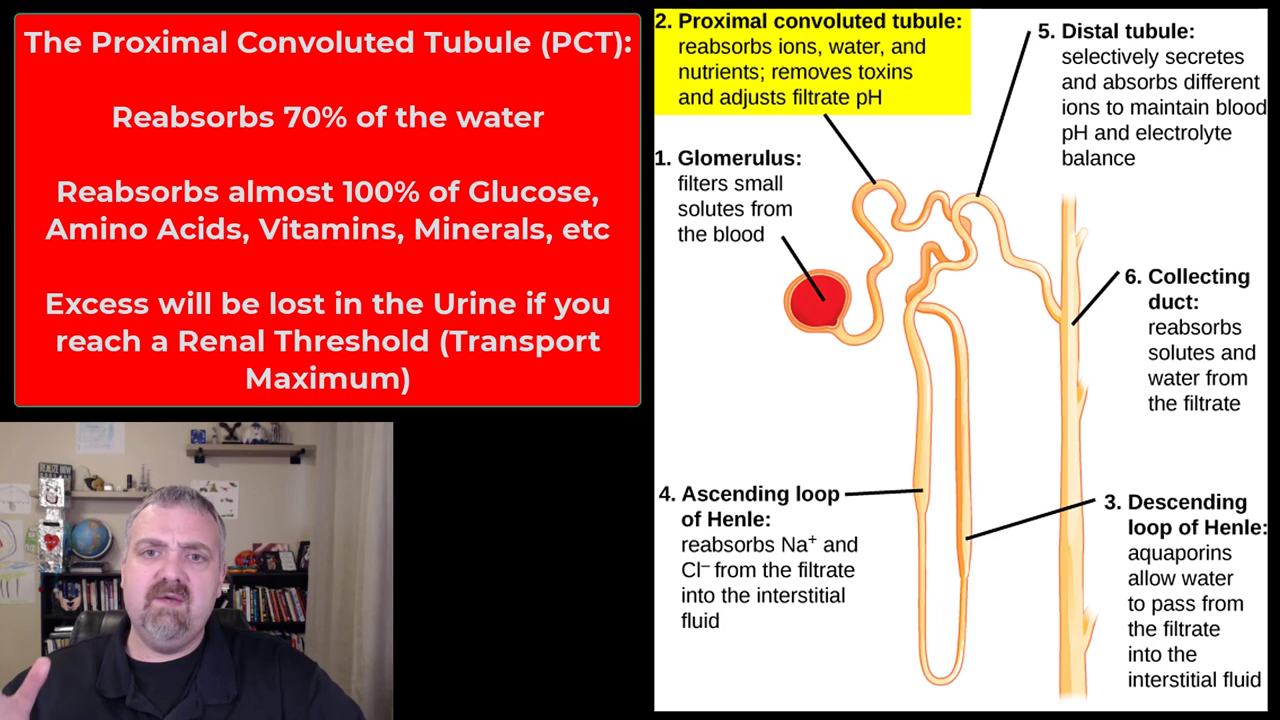 The Proximal Convoluted Tubule (PCT):
Reabsorbs 70% of the water
Reabsorbs almost 100% of Glucose,
Amino Acids, Vitamins, Minerals, etc
Excess will be lost in the Urine if you
reach a Renal Threshold (Transport
Maximum)
2. Proximal convoluted tubule:
reabsorbs ions, water, and
nutrients; removes toxins
and adjusts filtrate pH
1. Glomerulus:
filters small
solutes from
the blood
5. Distal tubule:
selectively secretes
and absorbs different
ions to maintain blood
pH and electrolyte
balance
6. Collecting
duct:
reabsorbs
solutes and
water from
the filtrate
4. Ascending loop
of Henle:
reabsorbs Na⁺ and
Cl⁻ from the filtrate
into the interstitial
fluid
3. Descending
loop of Henle:
aquaporins
allow water
to pass from
the filtrate
into the
interstitial fluid